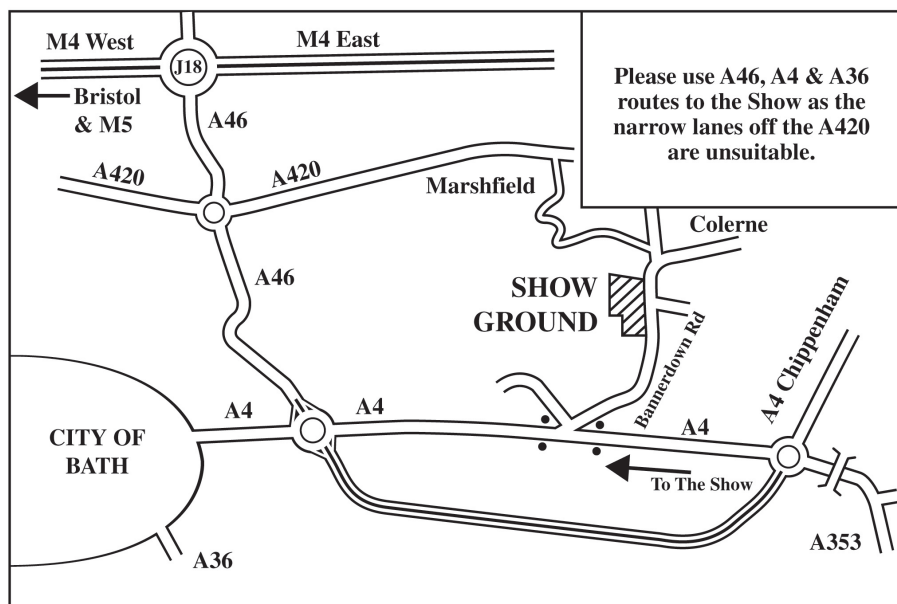 M4 West
M4 East
J18
Bristol
& M5
A46
Please use A46, A4 & A36
routes to the Show as the
narrow lanes off the A420
are unsuitable.
A420
A420
Marshfield
Colerne
A46
SHOW
GROUND
Bannerdown Rd
A4 Chippenham
A4
A4
A4
CITY OF
BATH
To The Show
A36
A353